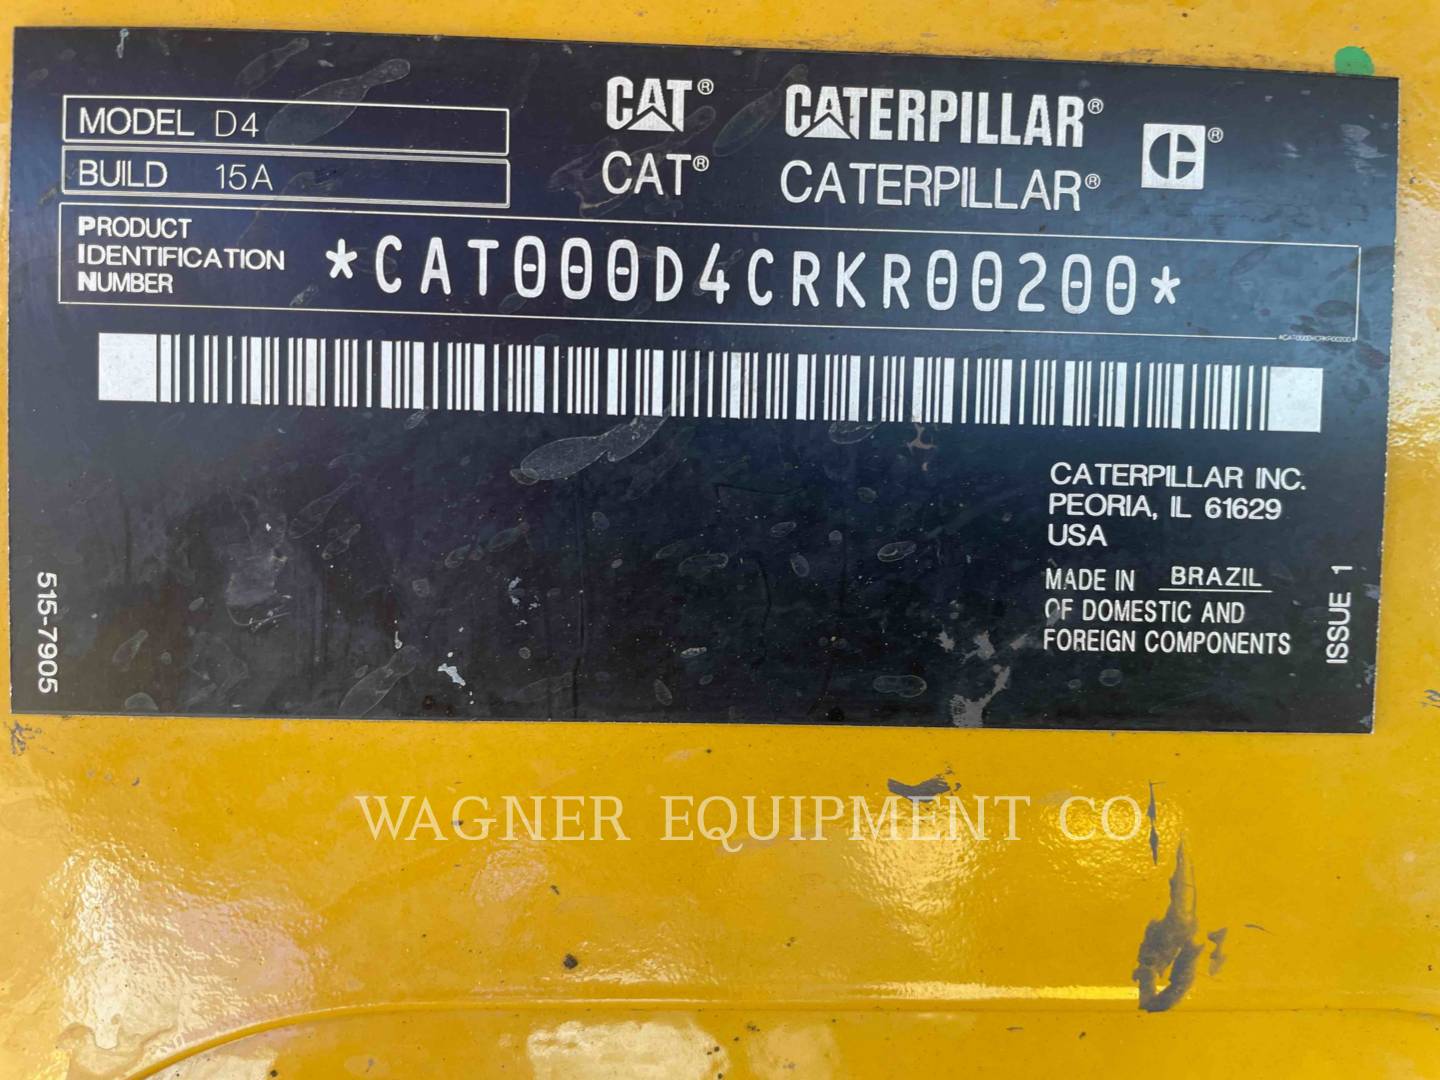 MODEL D4
BUILD 15A
CAT® CATERPILLAR® ®
CAT® CATERPILLAR®
PRODUCT
IDENTIFICATION
NUMBER
*CAT000D4CRKR00200*
*CAT000D4CRKR00200*
CATERPILLAR INC.
PEORIA, IL 61629
USA
MADE IN BRAZIL
OF DOMESTIC AND
FOREIGN COMPONENTS
515-7905
ISSUE 1
WAGNER EQUIPMENT CO